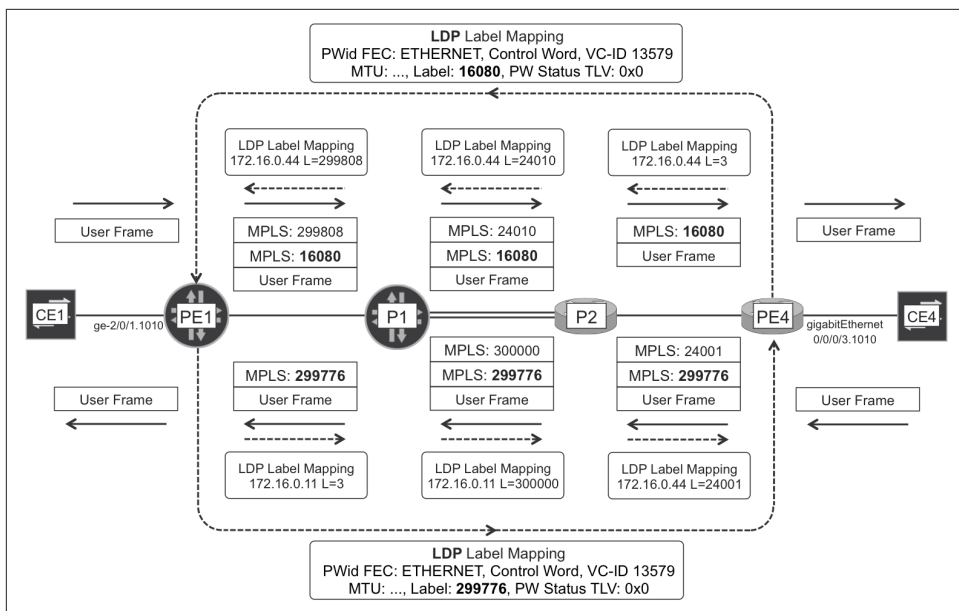 LDP Label Mapping
PWid FEC: ETHERNET, Control Word, VC-ID 13579
MTU: ..., Label: 16080, PW Status TLV: 0x0
LDP Label Mapping
172.16.0.44 L=299808
LDP Label Mapping
172.16.0.44 L=24010
LDP Label Mapping
172.16.0.44 L=3
User Frame
MPLS: 299808
MPLS: 16080
User Frame
MPLS: 24010
MPLS: 16080
User Frame
MPLS: 16080
User Frame
User Frame
CE1
ge-2/0/1.1010
PE1
P1
P2
PE4
gigabitEthernet
0/0/0/3.1010
CE4
User Frame
MPLS: 299776
User Frame
MPLS: 300000
MPLS: 299776
User Frame
MPLS: 24001
MPLS: 299776
User Frame
User Frame
LDP Label Mapping
172.16.0.11 L=3
LDP Label Mapping
172.16.0.11 L=300000
LDP Label Mapping
172.16.0.44 L=24001
LDP Label Mapping
PWid FEC: ETHERNET, Control Word, VC-ID 13579
MTU: ..., Label: 299776, PW Status TLV: 0x0